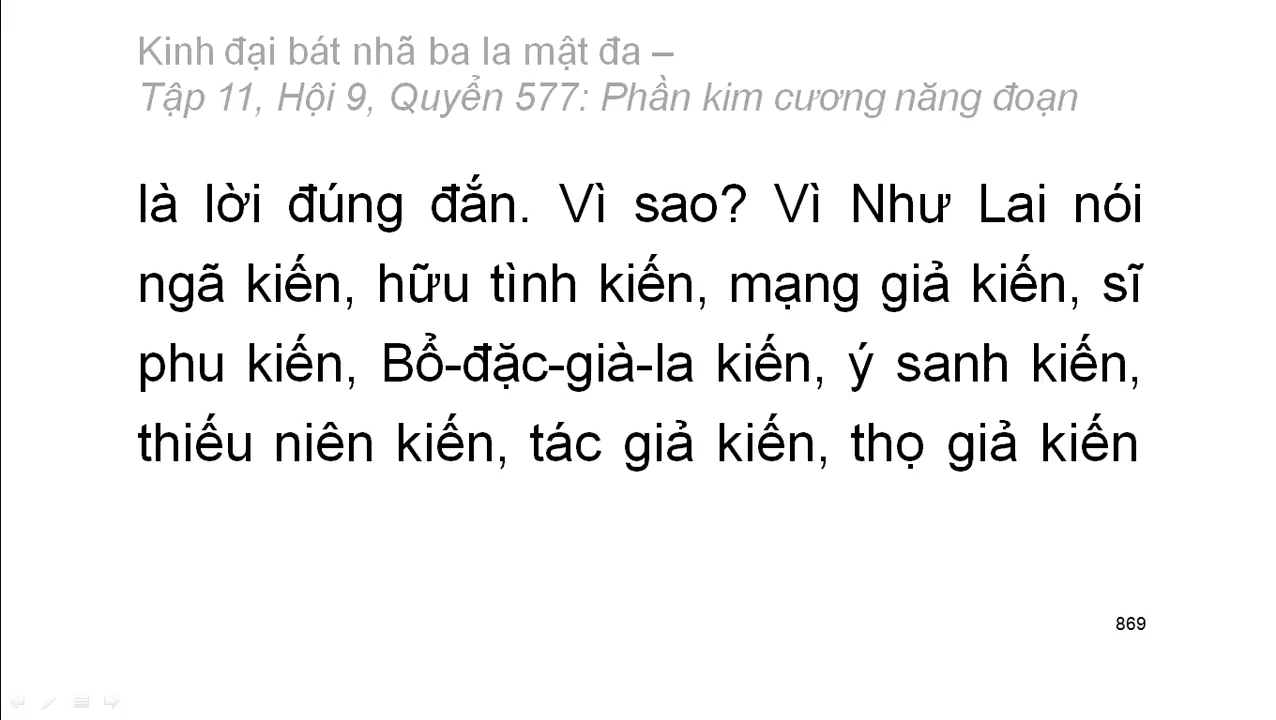 Kinh đại bát nhã ba la mật đa –
Tập 11, Hội 9, Quyển 577: Phần kim cương năng đoạn
là lời đúng đắn. Vì sao? Vì Như Lai nói
ngã kiến, hữu tình kiến, mạng giả kiến, sĩ
phu kiến, Bổ-đặc-già-la kiến, ý sanh kiến,
thiếu niên kiến, tác giả kiến, thọ giả kiến
869